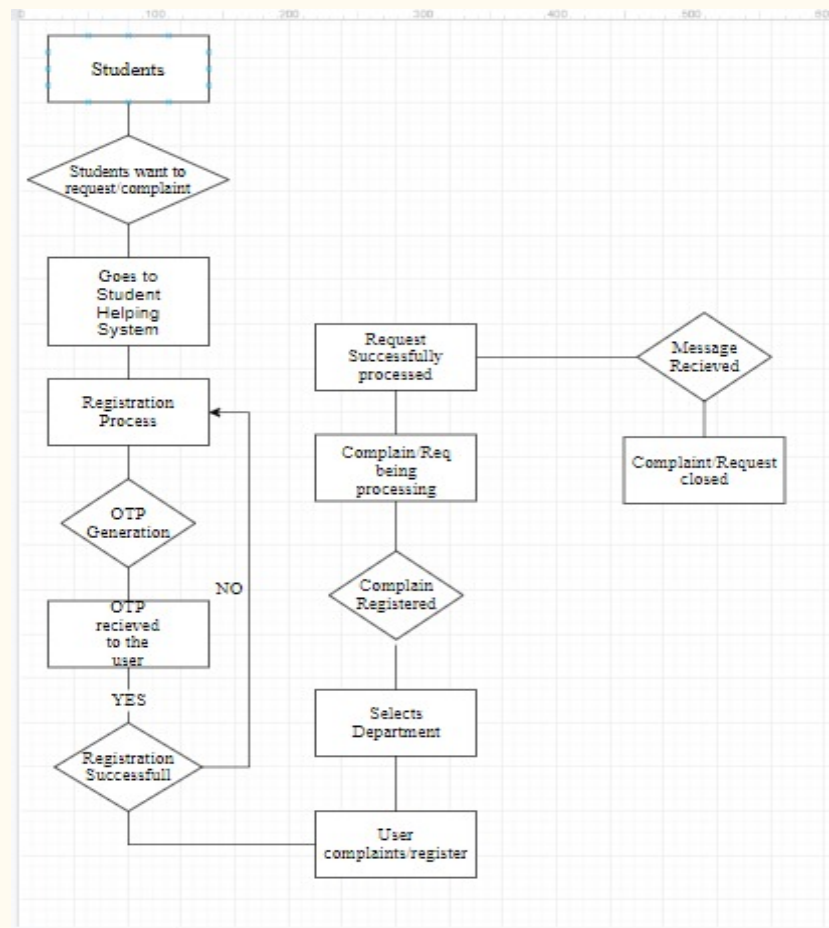 0
100
200
300
400
500
600
Students
Students want to
request/complaint
Goes to
Student
Helping
System
Registration
Process
OTP
Generation
NO
OTP
recieved
to the
user
YES
Registration
Successfull
User
complaints/register
Selects
Department
Complain
Registered
Complain/Req
being
processing
Request
Successfully
processed
Message
Recieved
Complaint/Request
closed